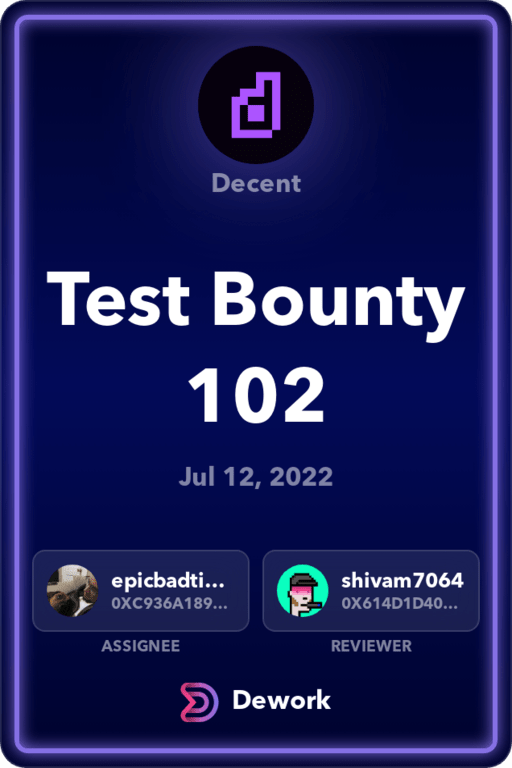 Decent
Test Bounty
102
Jul 12, 2022
epicbadti...
0XC936A189...
ASSIGNEE
shivam7064
0X614D1D40...
REVIEWER
Dework